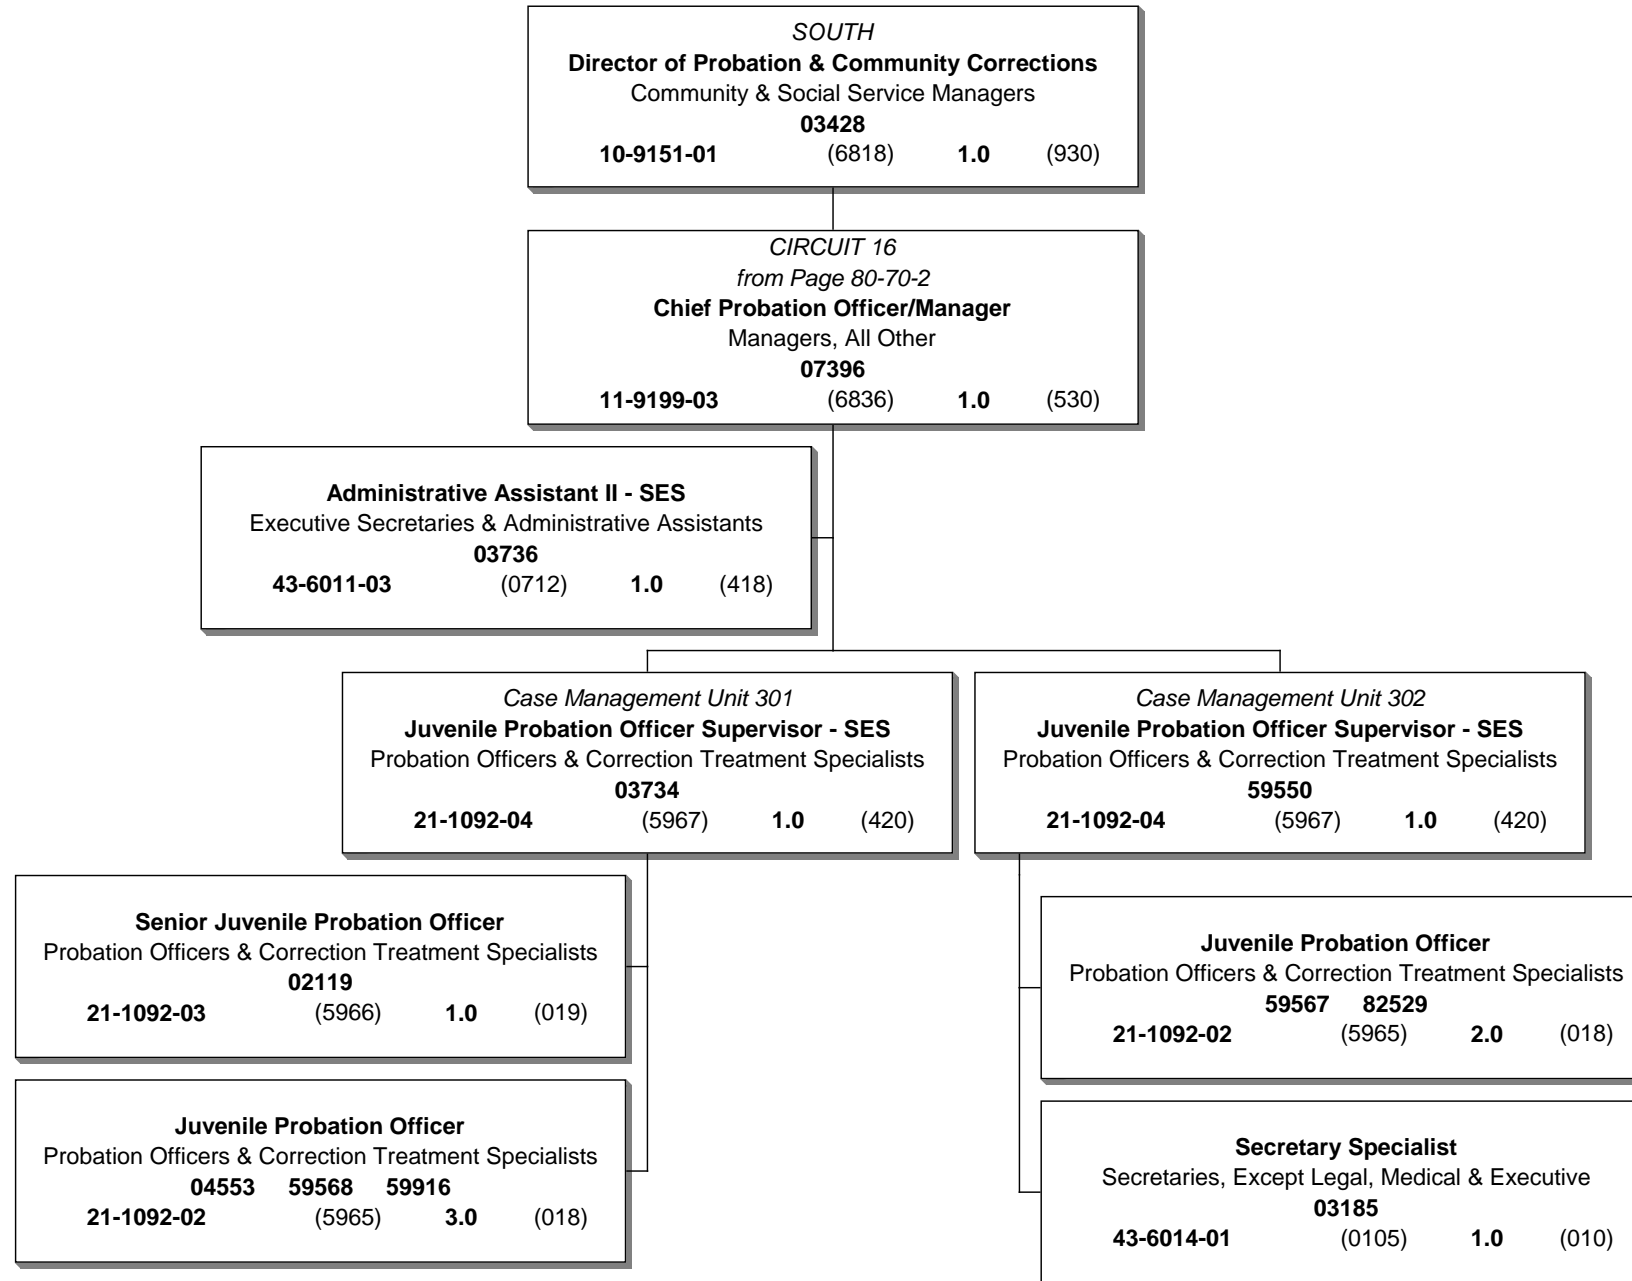 SOUTH
Director of Probation & Community Corrections
Community & Social Service Managers
03428
10-9151-01 (6818) 1.0 (930)
CIRCUIT 16
from Page 80-70-2
Chief Probation Officer/Manager
Managers, All Other
07396
11-9199-03 (6836) 1.0 (530)
Administrative Assistant II - SES
Executive Secretaries & Administrative Assistants
03736
43-6011-03 (0712) 1.0 (418)
Case Management Unit 301
Juvenile Probation Officer Supervisor - SES
Probation Officers & Correction Treatment Specialists
03734
21-1092-04 (5967) 1.0 (420)
Case Management Unit 302
Juvenile Probation Officer Supervisor - SES
Probation Officers & Correction Treatment Specialists
59550
21-1092-04 (5967) 1.0 (420)
Senior Juvenile Probation Officer
Probation Officers & Correction Treatment Specialists
02119
21-1092-03 (5966) 1.0 (019)
Juvenile Probation Officer
Probation Officers & Correction Treatment Specialists
04553 59568 59916
21-1092-02 (5965) 3.0 (018)
Juvenile Probation Officer
Probation Officers & Correction Treatment Specialists
59567 82529
21-1092-02 (5965) 2.0 (018)
Secretary Specialist
Secretaries, Except Legal, Medical & Executive
03185
43-6014-01 (0105) 1.0 (010)